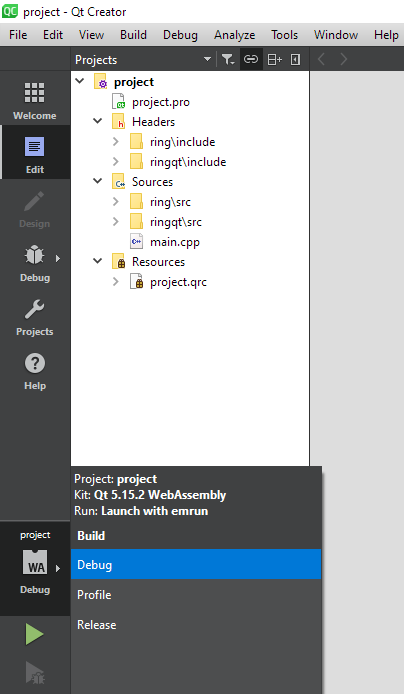 QC project - Qt Creator
File Edit View Build Debug Analyze Tools Window Help
Projects
Welcome
Edit
Design
Debug
Projects
Help
project
project.pro
Headers
ring\include
ringqt\include
Sources
ring\src
ringqt\src
main.cpp
Resources
project.qrc
Project: project
Kit: Qt 5.15.2 WebAssembly
Run: Launch with emrun
Build
Debug
Profile
Release
project
WA
Debug